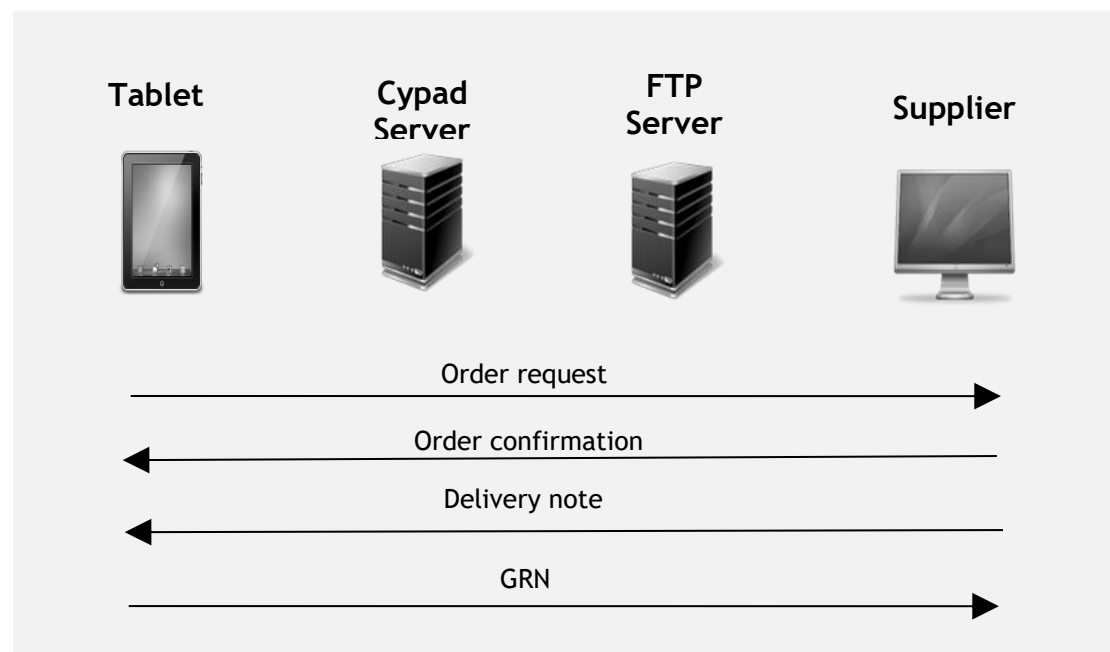 Tablet
Cypad
Server
FTP
Server
Supplier
Order request
Order confirmation
Delivery note
GRN